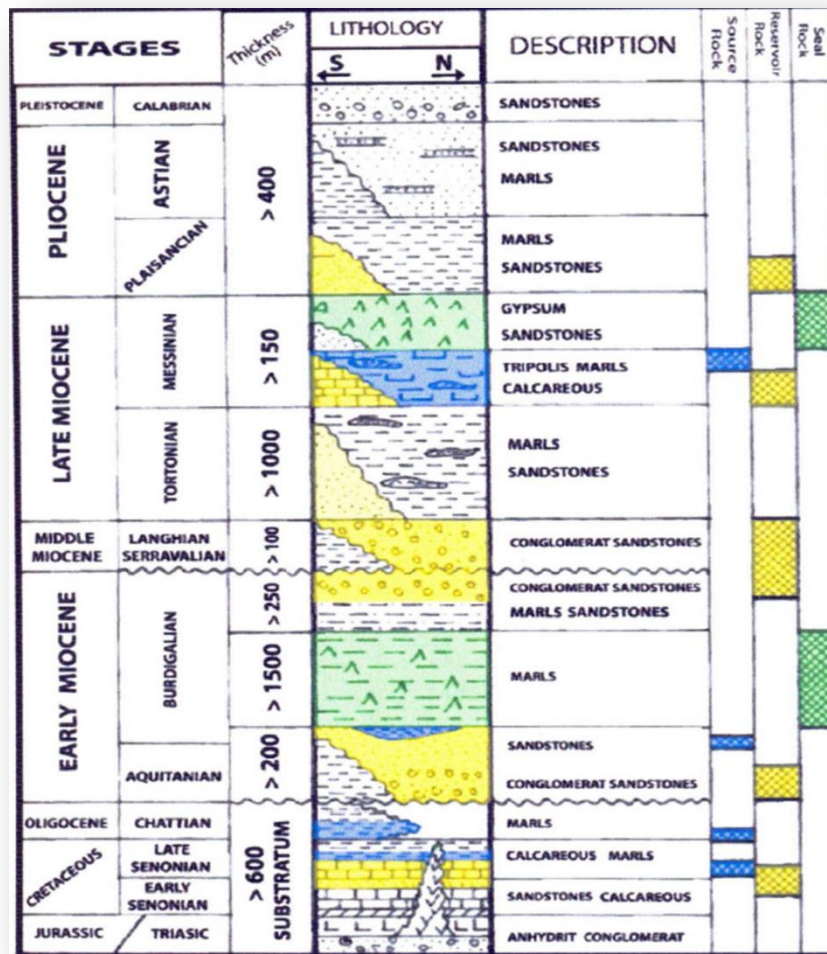 STAGES
Thickness (m)
LITHOLOGY
S N
DESCRIPTION
Source Rock
Reservoir Rock
Seal Rock
PLEISTOCENE CALABRIAN SANDSTONES
PLIOCENE
ASTIAN
> 400
SANDSTONES
MARLS
PLAISANCIAN
MARLS
SANDSTONES
LATE MIOCENE
MESSINIAN
> 150
GYPSUM
SANDSTONES
TRIPOLIS MARLS
CALCAREOUS
TORTONIAN
> 1000
MARLS
SANDSTONES
MIDDLE MIOCENE
LANGHIAN SERRAVALIAN
> 100
CONGLOMERAT SANDSTONES
EARLY MIOCENE
BURDIGALIAN
> 250
CONGLOMERAT SANDSTONES
MARLS SANDSTONES
> 1500
MARLS
> 200
SANDSTONES
AQUITANIAN
CONGLOMERAT SANDSTONES
OLIGOCENE CHATTIAN
> 600
SUBSTRATUM
MARLS
CRETACEOUS
LATE SENONIAN
CALCAREOUS MARLS
EARLY SENONIAN
SANDSTONES CALCAREOUS
JURASSIC / TRIASIC
ANHYDRIT CONGLOMERAT